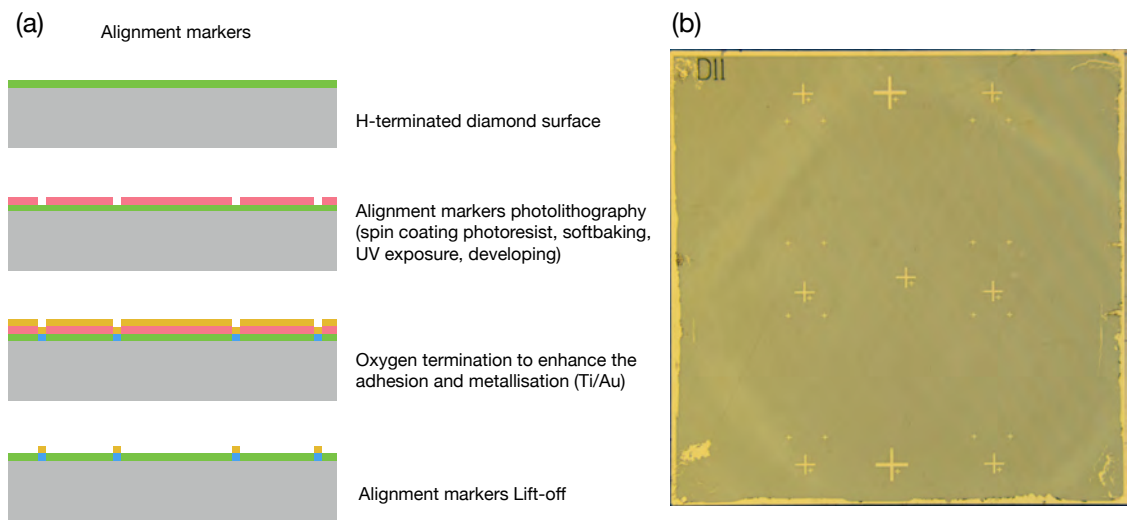 (a)
Alignment markers
H-terminated diamond surface
Alignment markers photolithography
(spin coating photoresist, softbaking,
UV exposure, developing)
Oxygen termination to enhance the
adhesion and metallisation (Ti/Au)
Alignment markers Lift-off
(b)
D11